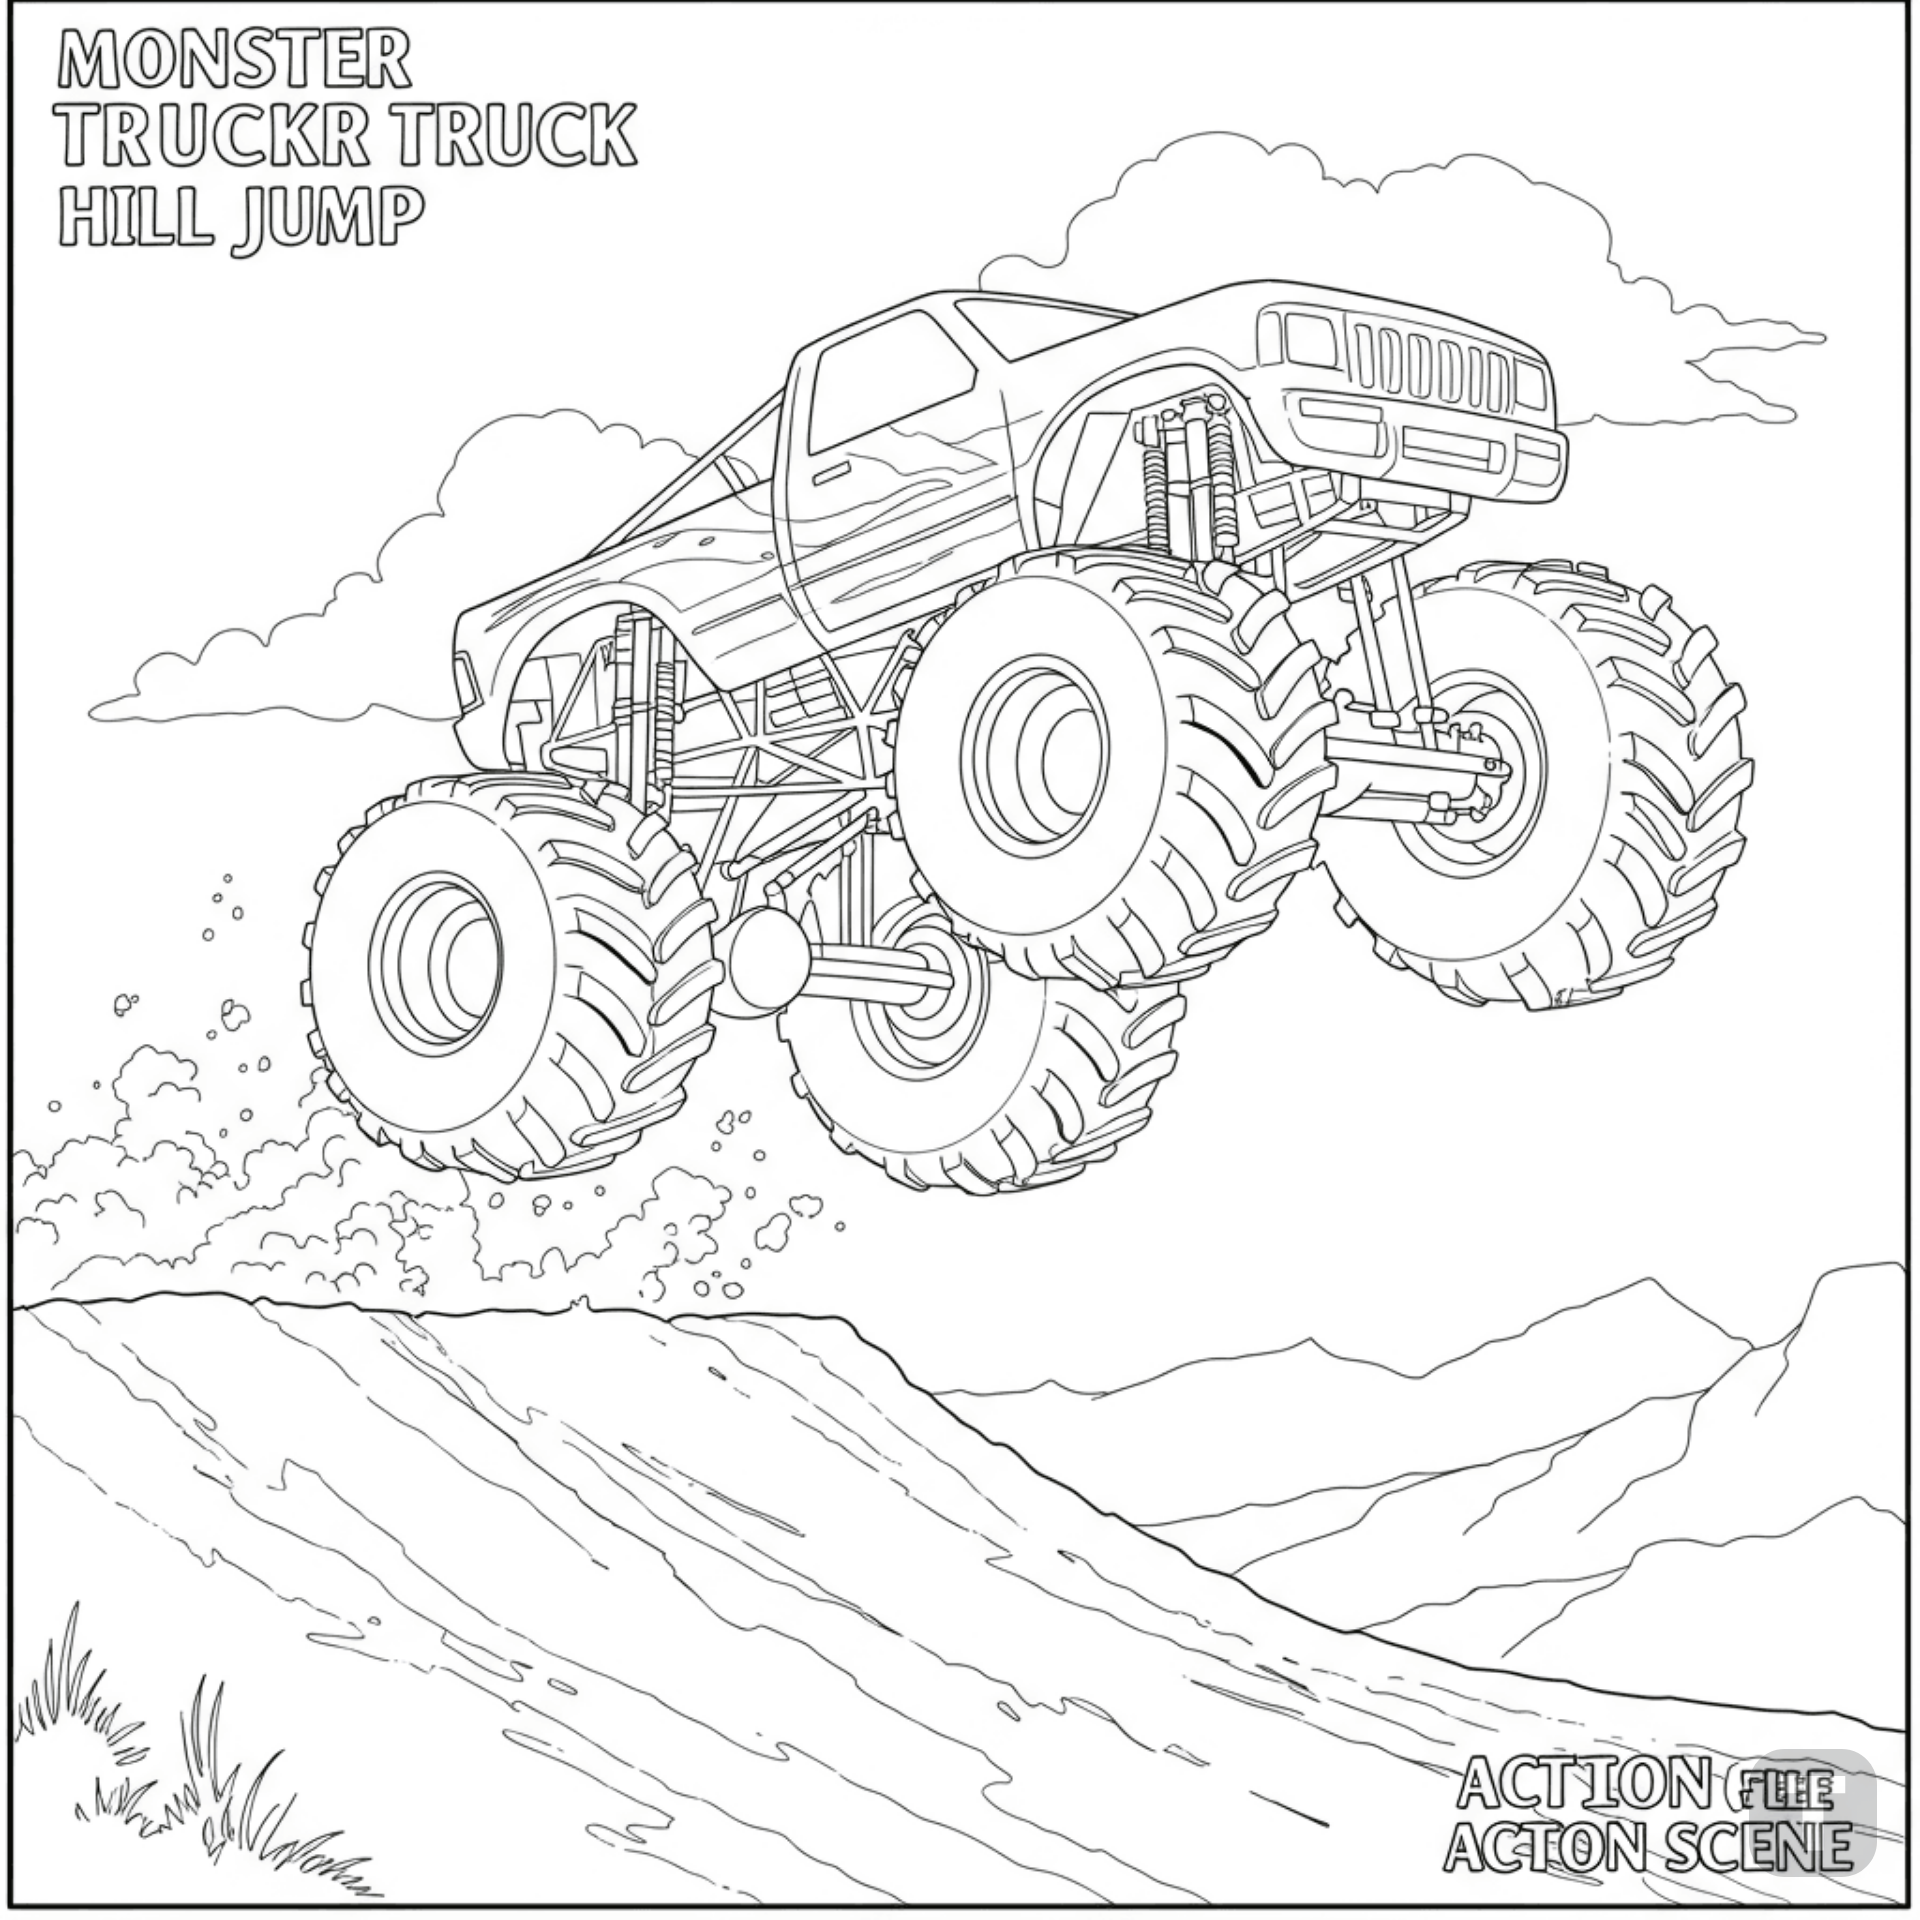 MONSTER
TRUCKR TRUCK
HILL JUMP
ACTION
ACTON SCENE